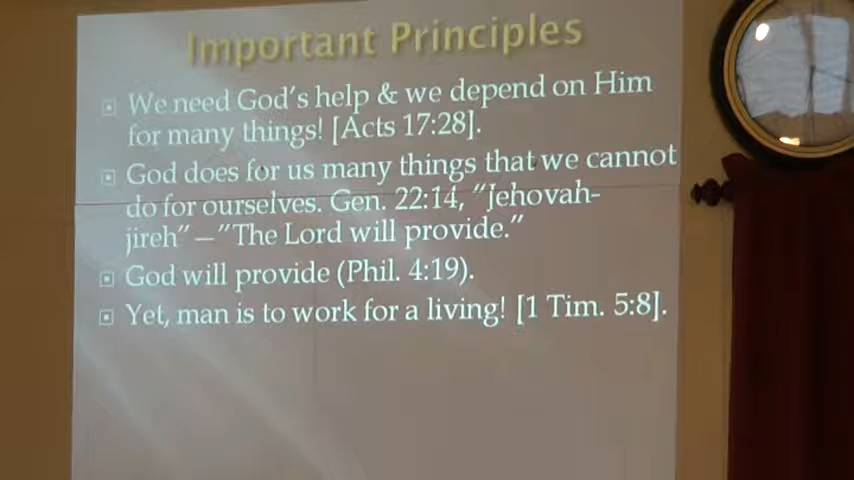 Important Principles
We need God's help & we depend on Him
for many things! [Acts 17:28].
God does for us many things that we cannot
do for ourselves. Gen. 22:14, "Jehovah-
jireh"—"The Lord will provide."
God will provide (Phil. 4:19).
Yet, man is to work for a living! [1 Tim. 5:8].